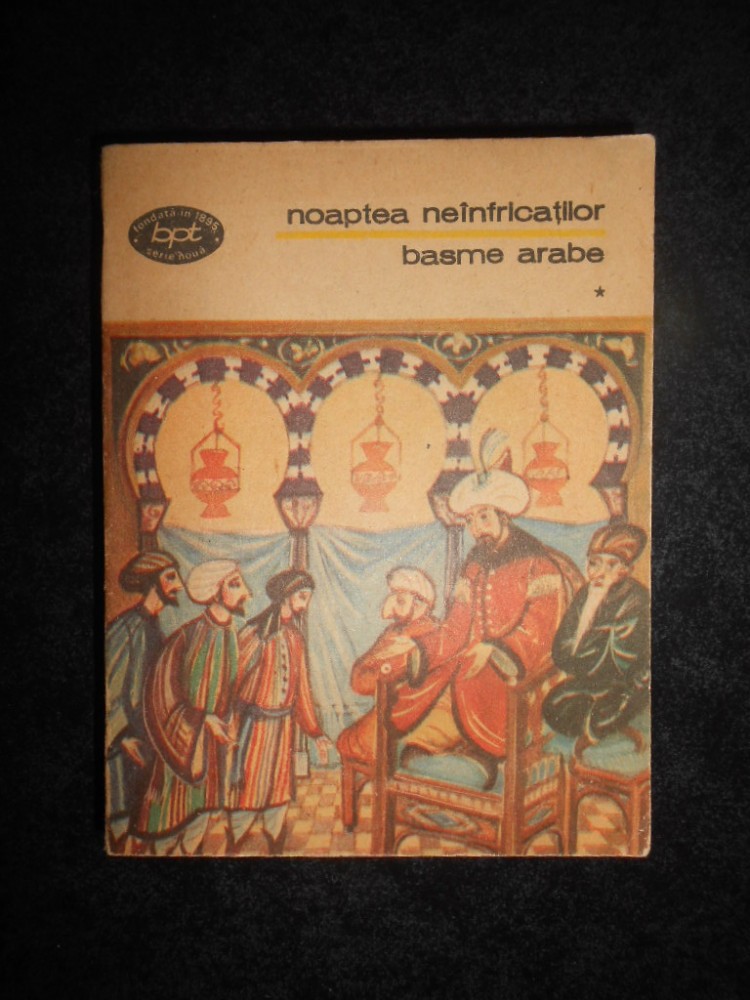 fondată în 1895
bpt
serie nouă
noaptea neînfricaților
basme arabe
*